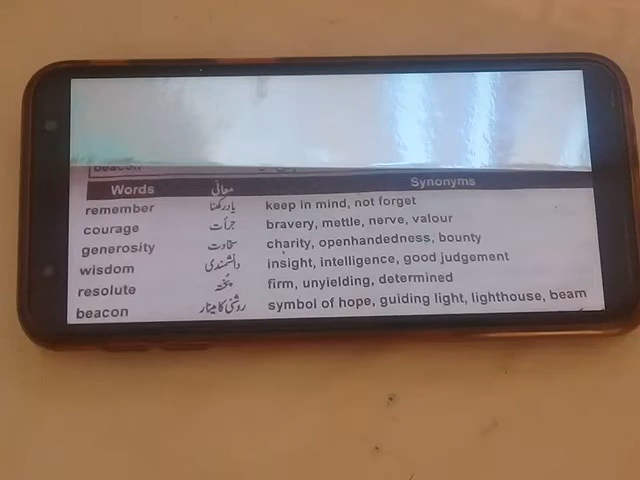 beacon
Words معانی Synonyms
remember یاد رکھنا keep in mind, not forget
courage جرأت bravery, mettle, nerve, valour
generosity سخاوت charity, openhandedness, bounty
wisdom دانشمندی insight, intelligence, good judgement
resolute پختہ firm, unyielding, determined
beacon روشنی کا مینار symbol of hope, guiding light, lighthouse, beam